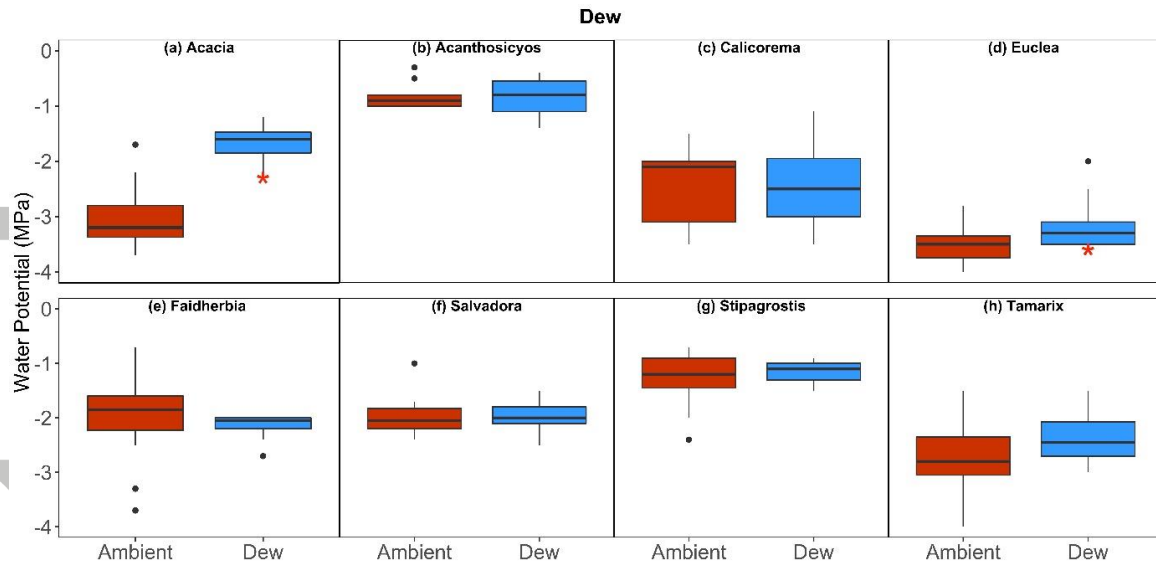 Dew
(a) Acacia
(b) Acanthosicyos
(c) Calicorema
(d) Euclea
0
-1
-2
-3
-4
*
*
Water Potential (MPa)
(e) Faidherbia
(f) Salvadora
(g) Stipagrostis
(h) Tamarix
0
-1
-2
-3
-4
Ambient Dew Ambient Dew Ambient Dew Ambient Dew